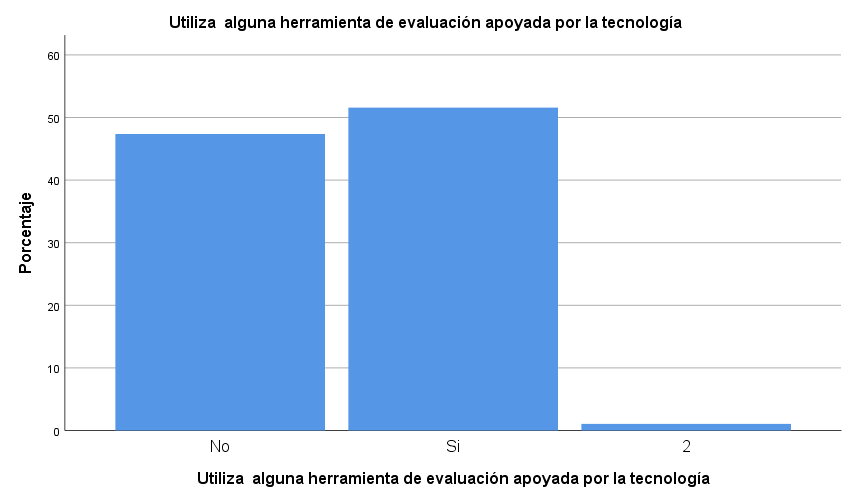 Utiliza  alguna herramienta de evaluación apoyada por la tecnología
60
50
40
30
20
10
0
Porcentaje
No
Si
2
Utiliza  alguna herramienta de evaluación apoyada por la tecnología